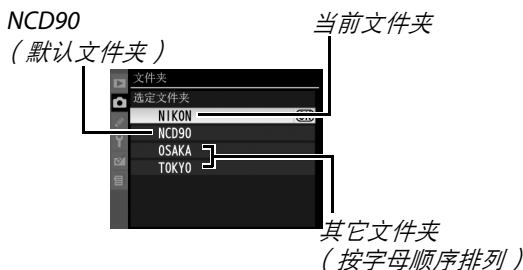 NCD90
（默认文件夹）
当前文件夹
文件夹
选定文件夹
NIKON
OK
NCD90
OSAKA
TOKYO
其它文件夹
（按字母顺序排列）